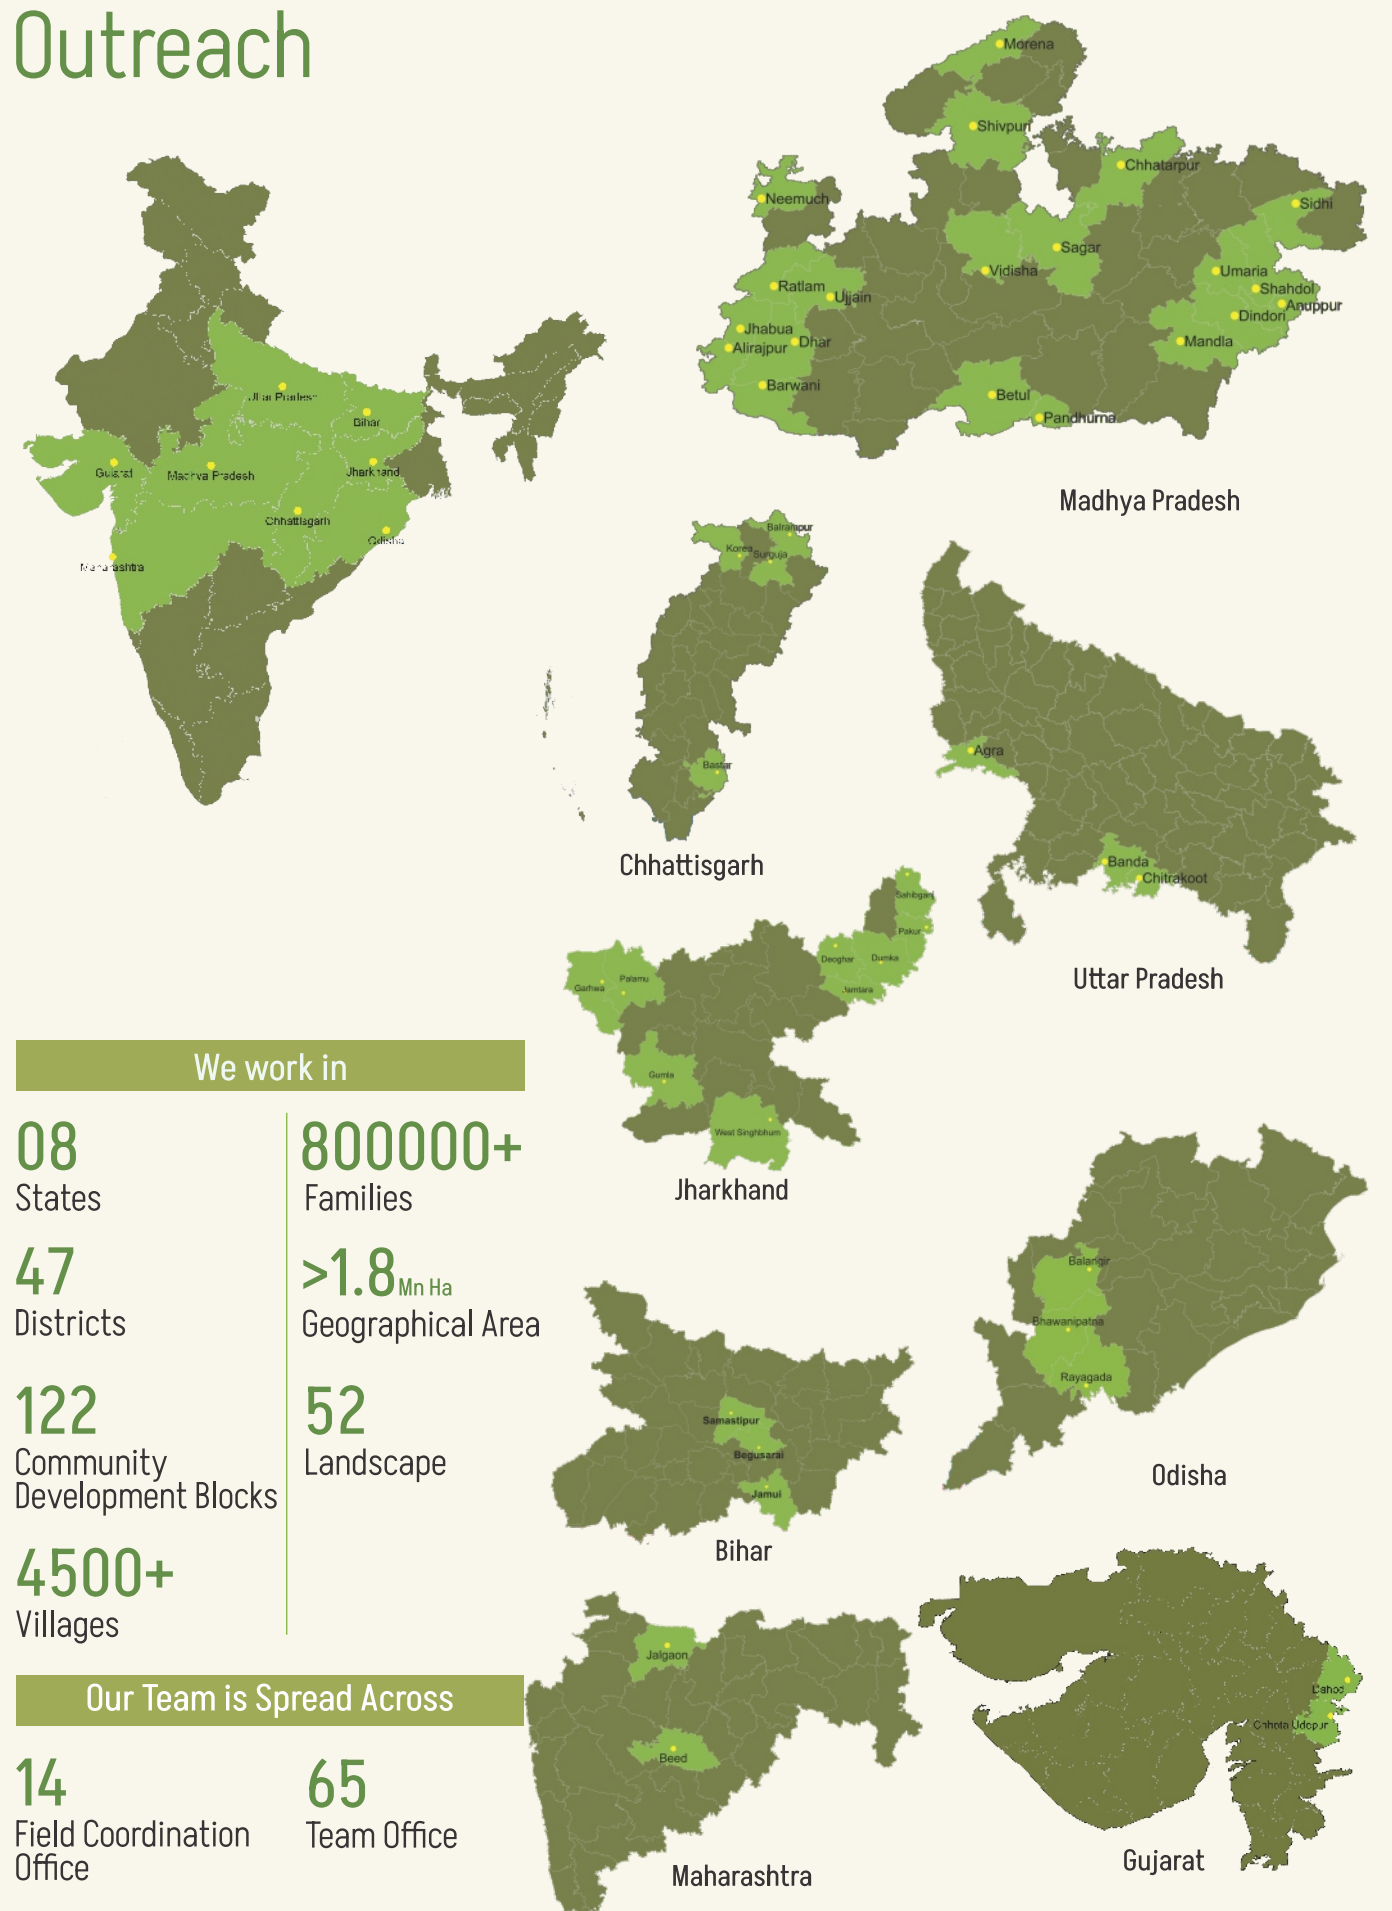 Outreach
Uttar Pradesh
Bihar
Gujarat
Madhya Pradesh
Jharkhand
Chhattisgarh
Odisha
Maharashtra
Morena
Shivpuri
Chhatarpur
Neemuch
Sidhi
Sagar
Vidisha
Umaria
Ratlam
Shahdol
Ujjain
Anuppur
Dindori
Jhabua
Dhar
Mandla
Alirajpur
Barwani
Betul
Pandhurna
Madhya Pradesh
Balrampur
Korea
Surguja
Bastar
Chhattisgarh
Agra
Banda
Chitrakoot
Uttar Pradesh
Sahibganj
Pakur
Deoghar
Dumka
Jamtara
Palamu
Garhwa
Gumla
West Singhbhum
Jharkhand
We work in
08
States
800000+
Families
47
Districts
>1.8 Mn Ha
Geographical Area
122
Community
Development Blocks
52
Landscape
4500+
Villages
Balangir
Bhawanipatna
Rayagada
Odisha
Samastipur
Begusarai
Jamui
Bihar
Jalgaon
Beed
Maharashtra
Dahod
Chhota Udepur
Gujarat
Our Team is Spread Across
14
Field Coordination
Office
65
Team Office